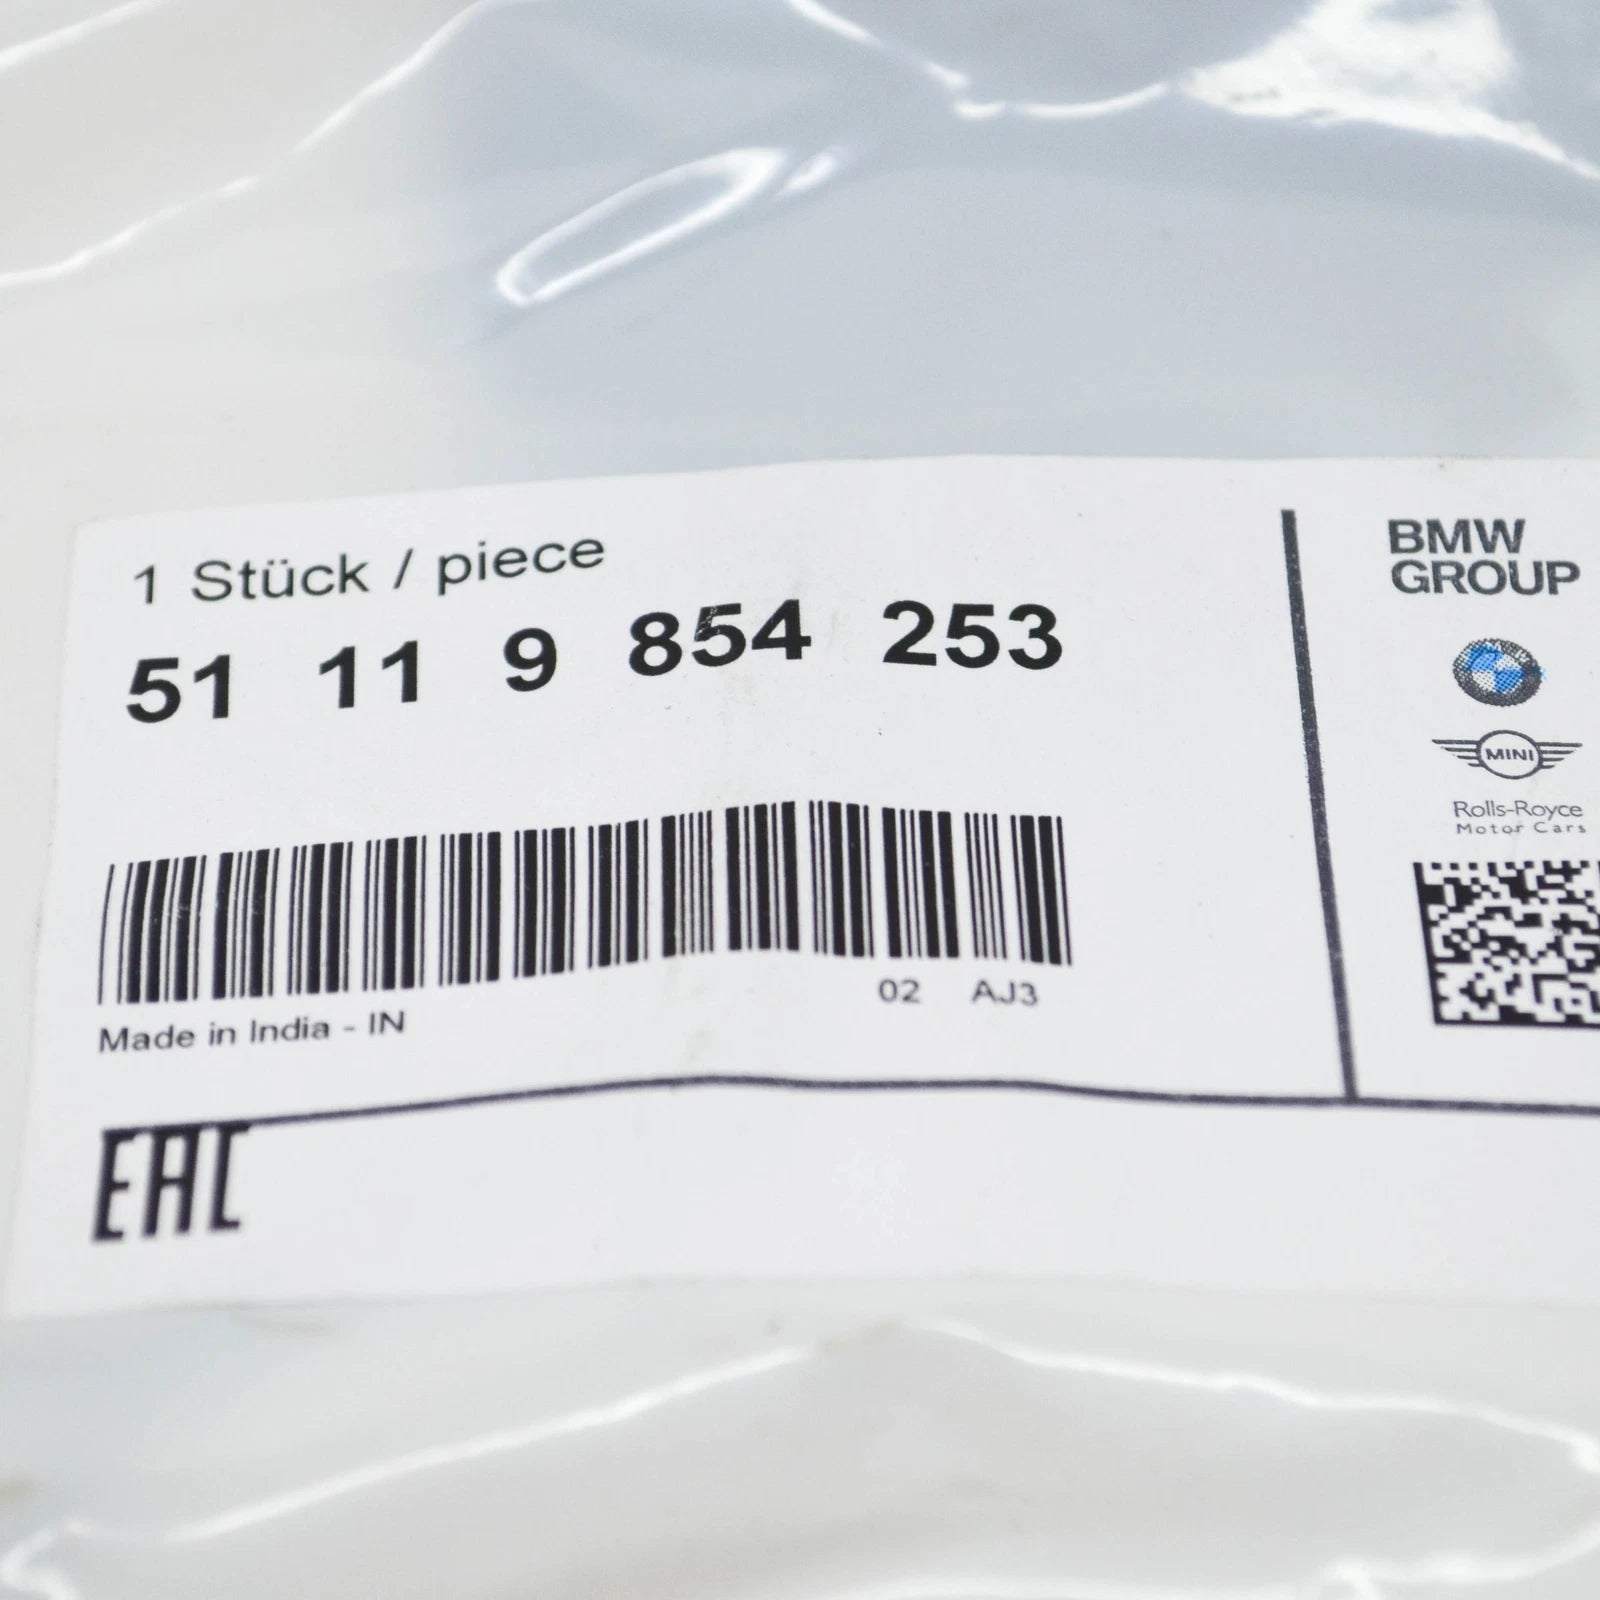 1 Stück / piece
51 11 9 854 253
02 AJ3
Made in India - IN
EAC
BMW
GROUP
MINI
Rolls-Royce
Motor Cars